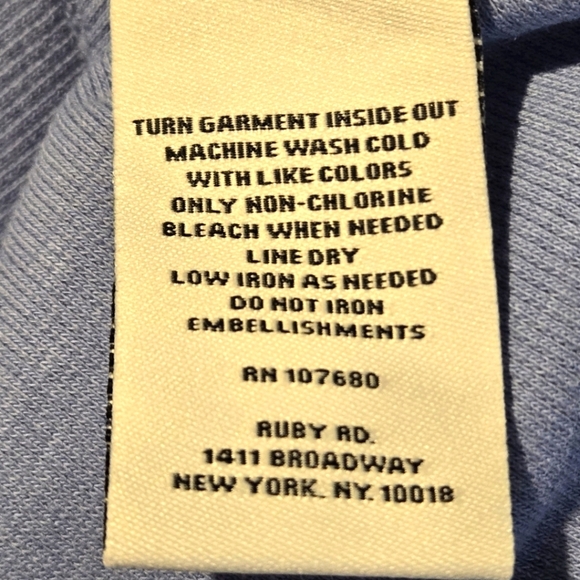 TURN GARMENT INSIDE OUT
MACHINE WASH COLD
WITH LIKE COLORS
ONLY NON-CHLORINE
BLEACH WHEN NEEDED
LINE DRY
LOW IRON AS NEEDED
DO NOT IRON
EMBELLISHMENTS
RN 107680
RUBY RD.
1411 BROADWAY
NEW YORK. NY. 10018